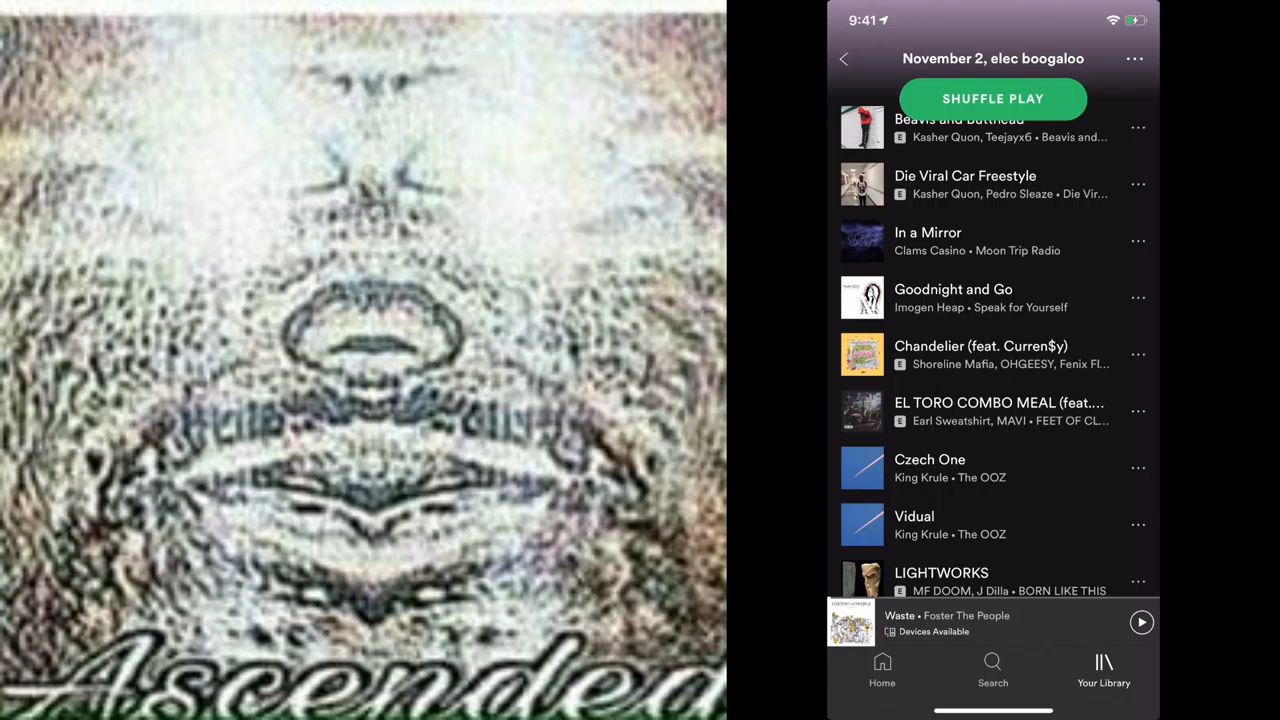 Ascended
9:41
November 2, elec boogaloo
SHUFFLE PLAY
Beavis and Butthead
E Kasher Quon, Teejayx6 • Beavis and...
Die Viral Car Freestyle
E Kasher Quon, Pedro Sleaze • Die Vir...
In a Mirror
Clams Casino • Moon Trip Radio
Goodnight and Go
Imogen Heap • Speak for Yourself
Chandelier (feat. Curren$y)
E Shoreline Mafia, OHGEESY, Fenix Fl...
EL TORO COMBO MEAL (feat....
E Earl Sweatshirt, MAVI • FEET OF CL...
Czech One
King Krule • The OOZ
Vidual
King Krule • The OOZ
LIGHTWORKS
E MF DOOM, J Dilla • BORN LIKE THIS
FOSTER THE PEOPLE
Waste • Foster The People
Devices Available
Home
Search
Your Library